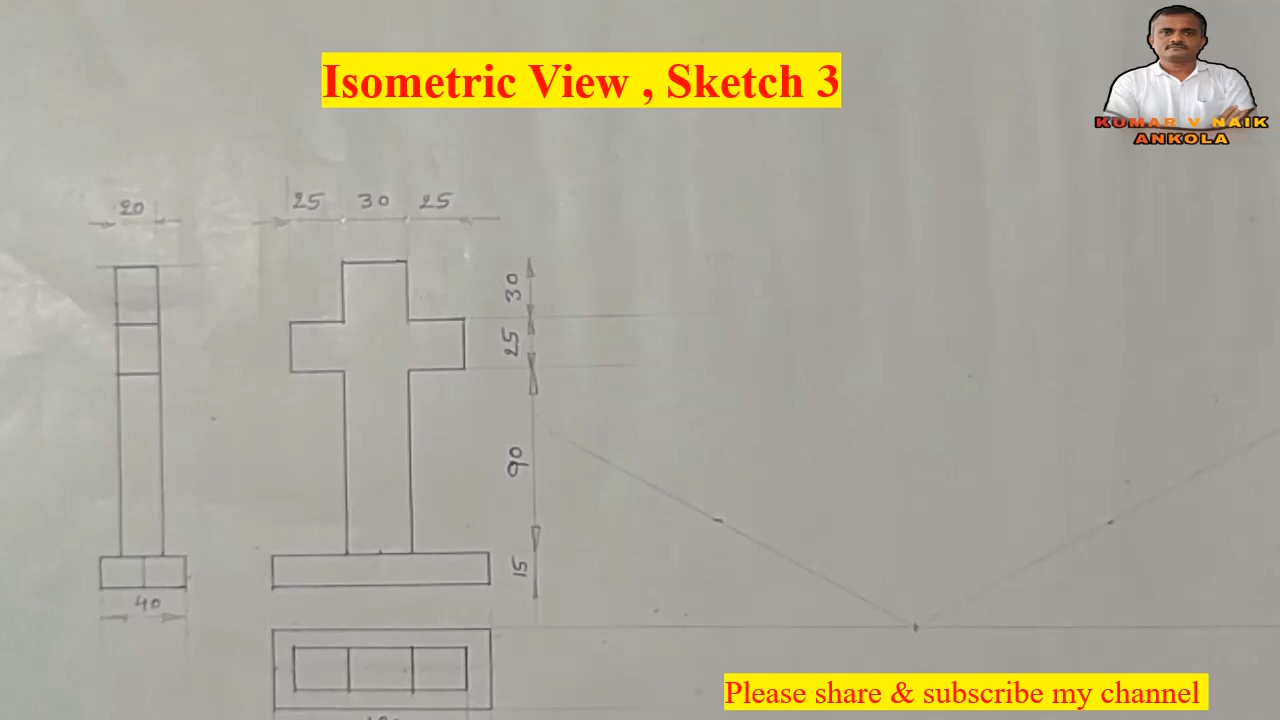 Isometric View , Sketch 3
KUMAR V NAIK
ANKOLA
20
25 30 25
30
25
90
15
40
Please share & subscribe my channel